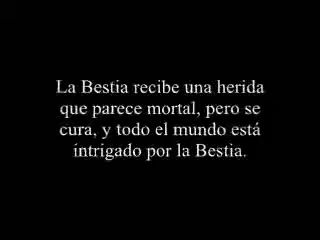 La Bestia recibe una herida
que parece mortal, pero se
cura, y todo el mundo está
intrigado por la Bestia.